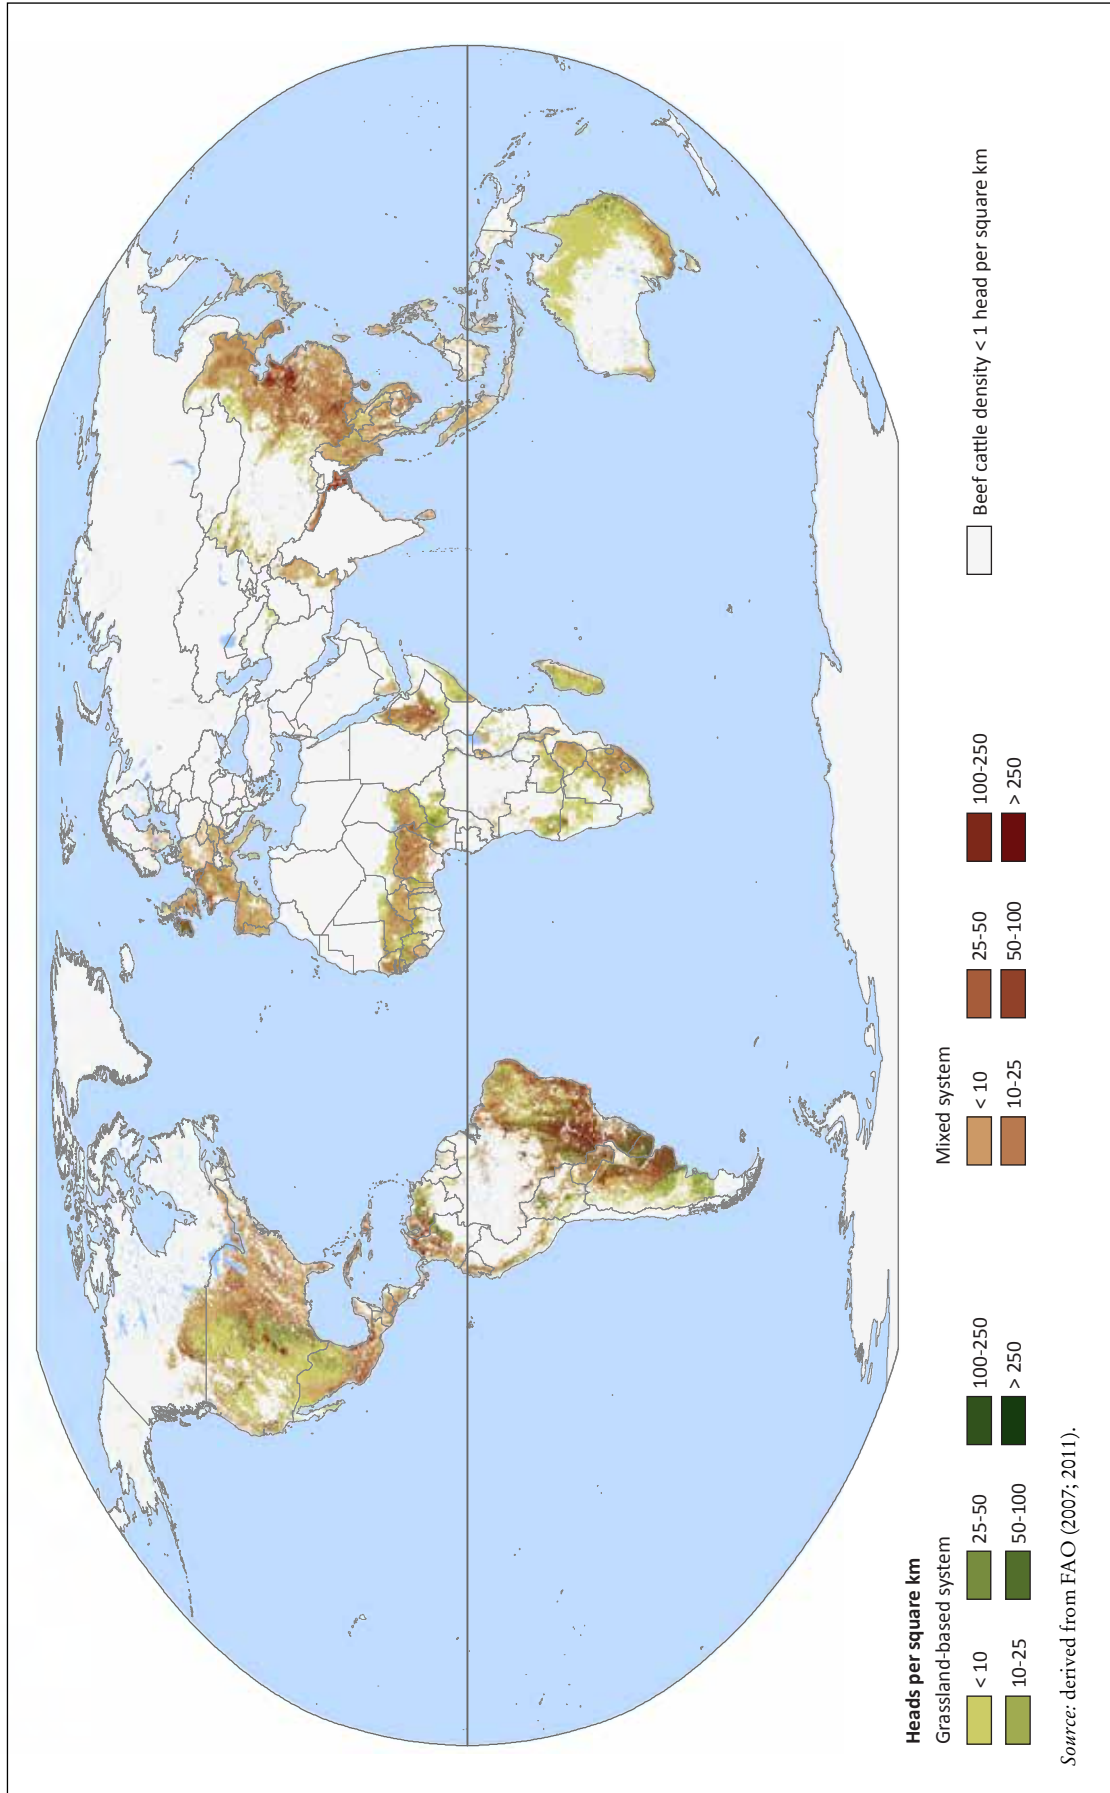 Heads per square km
Grassland-based system
< 10
25-50
100-250
10-25
50-100
> 250
Mixed system
< 10
25-50
100-250
10-25
50-100
> 250
Beef cattle density < 1 head per square km
Source: derived from FAO (2007; 2011).